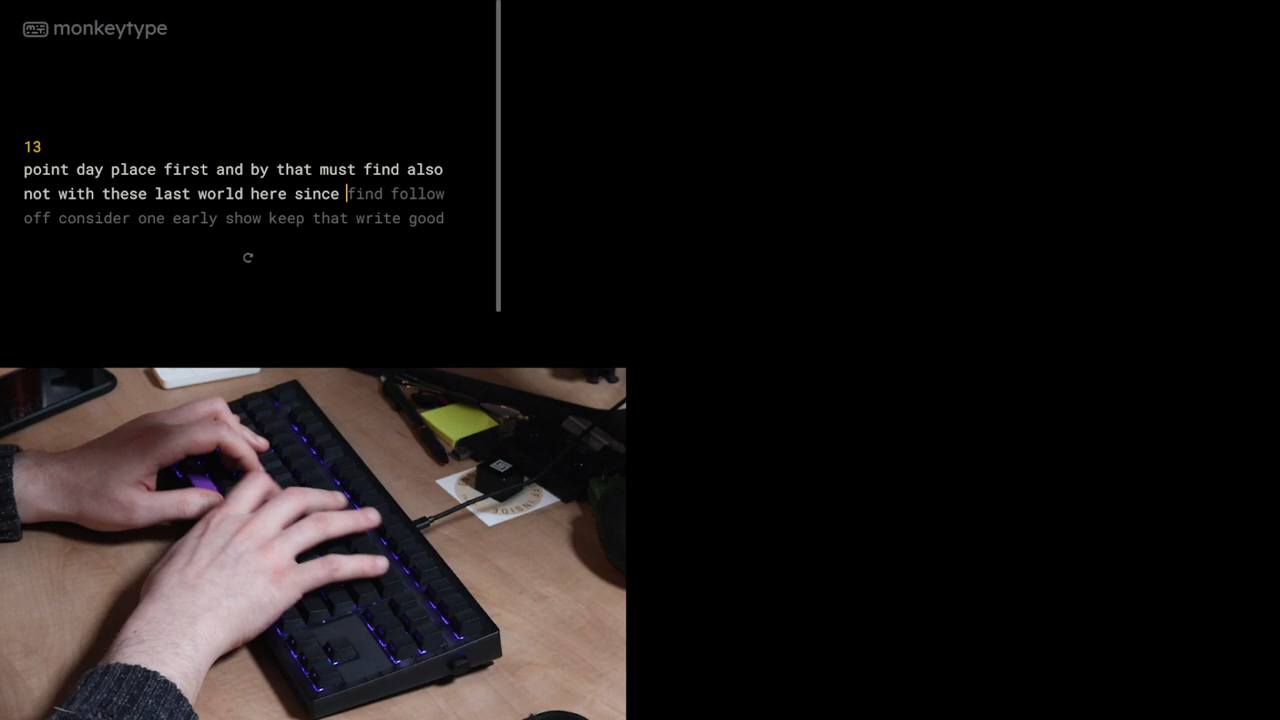 monkeytype
13
point day place first and by that must find also
not with these last world here since find follow
off consider one early show keep that write good